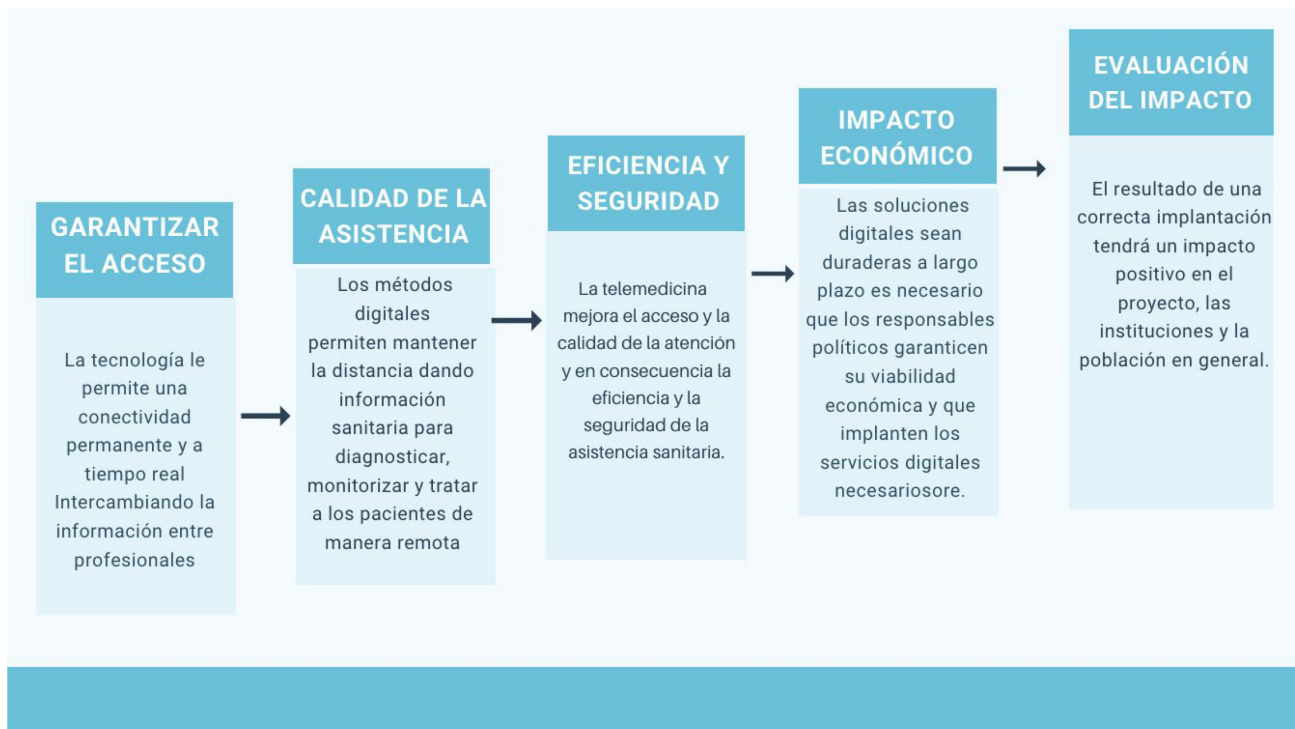 GARANTIZAR
EL ACCESO
La tecnología le
permite una
conectividad
permanente y a
tiempo real
Intercambiando la
información entre
profesionales
CALIDAD DE LA
ASISTENCIA
Los métodos
digitales
permiten mantener
la distancia dando
información
sanitaria para
diagnosticar,
monitorizar y tratar
a los pacientes de
manera remota
EFICIENCIA Y
SEGURIDAD
La telemedicina
mejora el acceso y la
calidad de la atención
y en consecuencia la
eficiencia y la
seguridad de la
asistencia sanitaria.
IMPACTO
ECONÓMICO
Las soluciones
digitales sean
duraderas a largo
plazo es necesario
que los responsables
políticos garanticen
su viabilidad
económica y que
implanten los
servicios digitales
necesariosore.
EVALUACIÓN
DEL IMPACTO
El resultado de una
correcta implantación
tendrá un impacto
positivo en el
proyecto, las
instituciones y la
población en general.